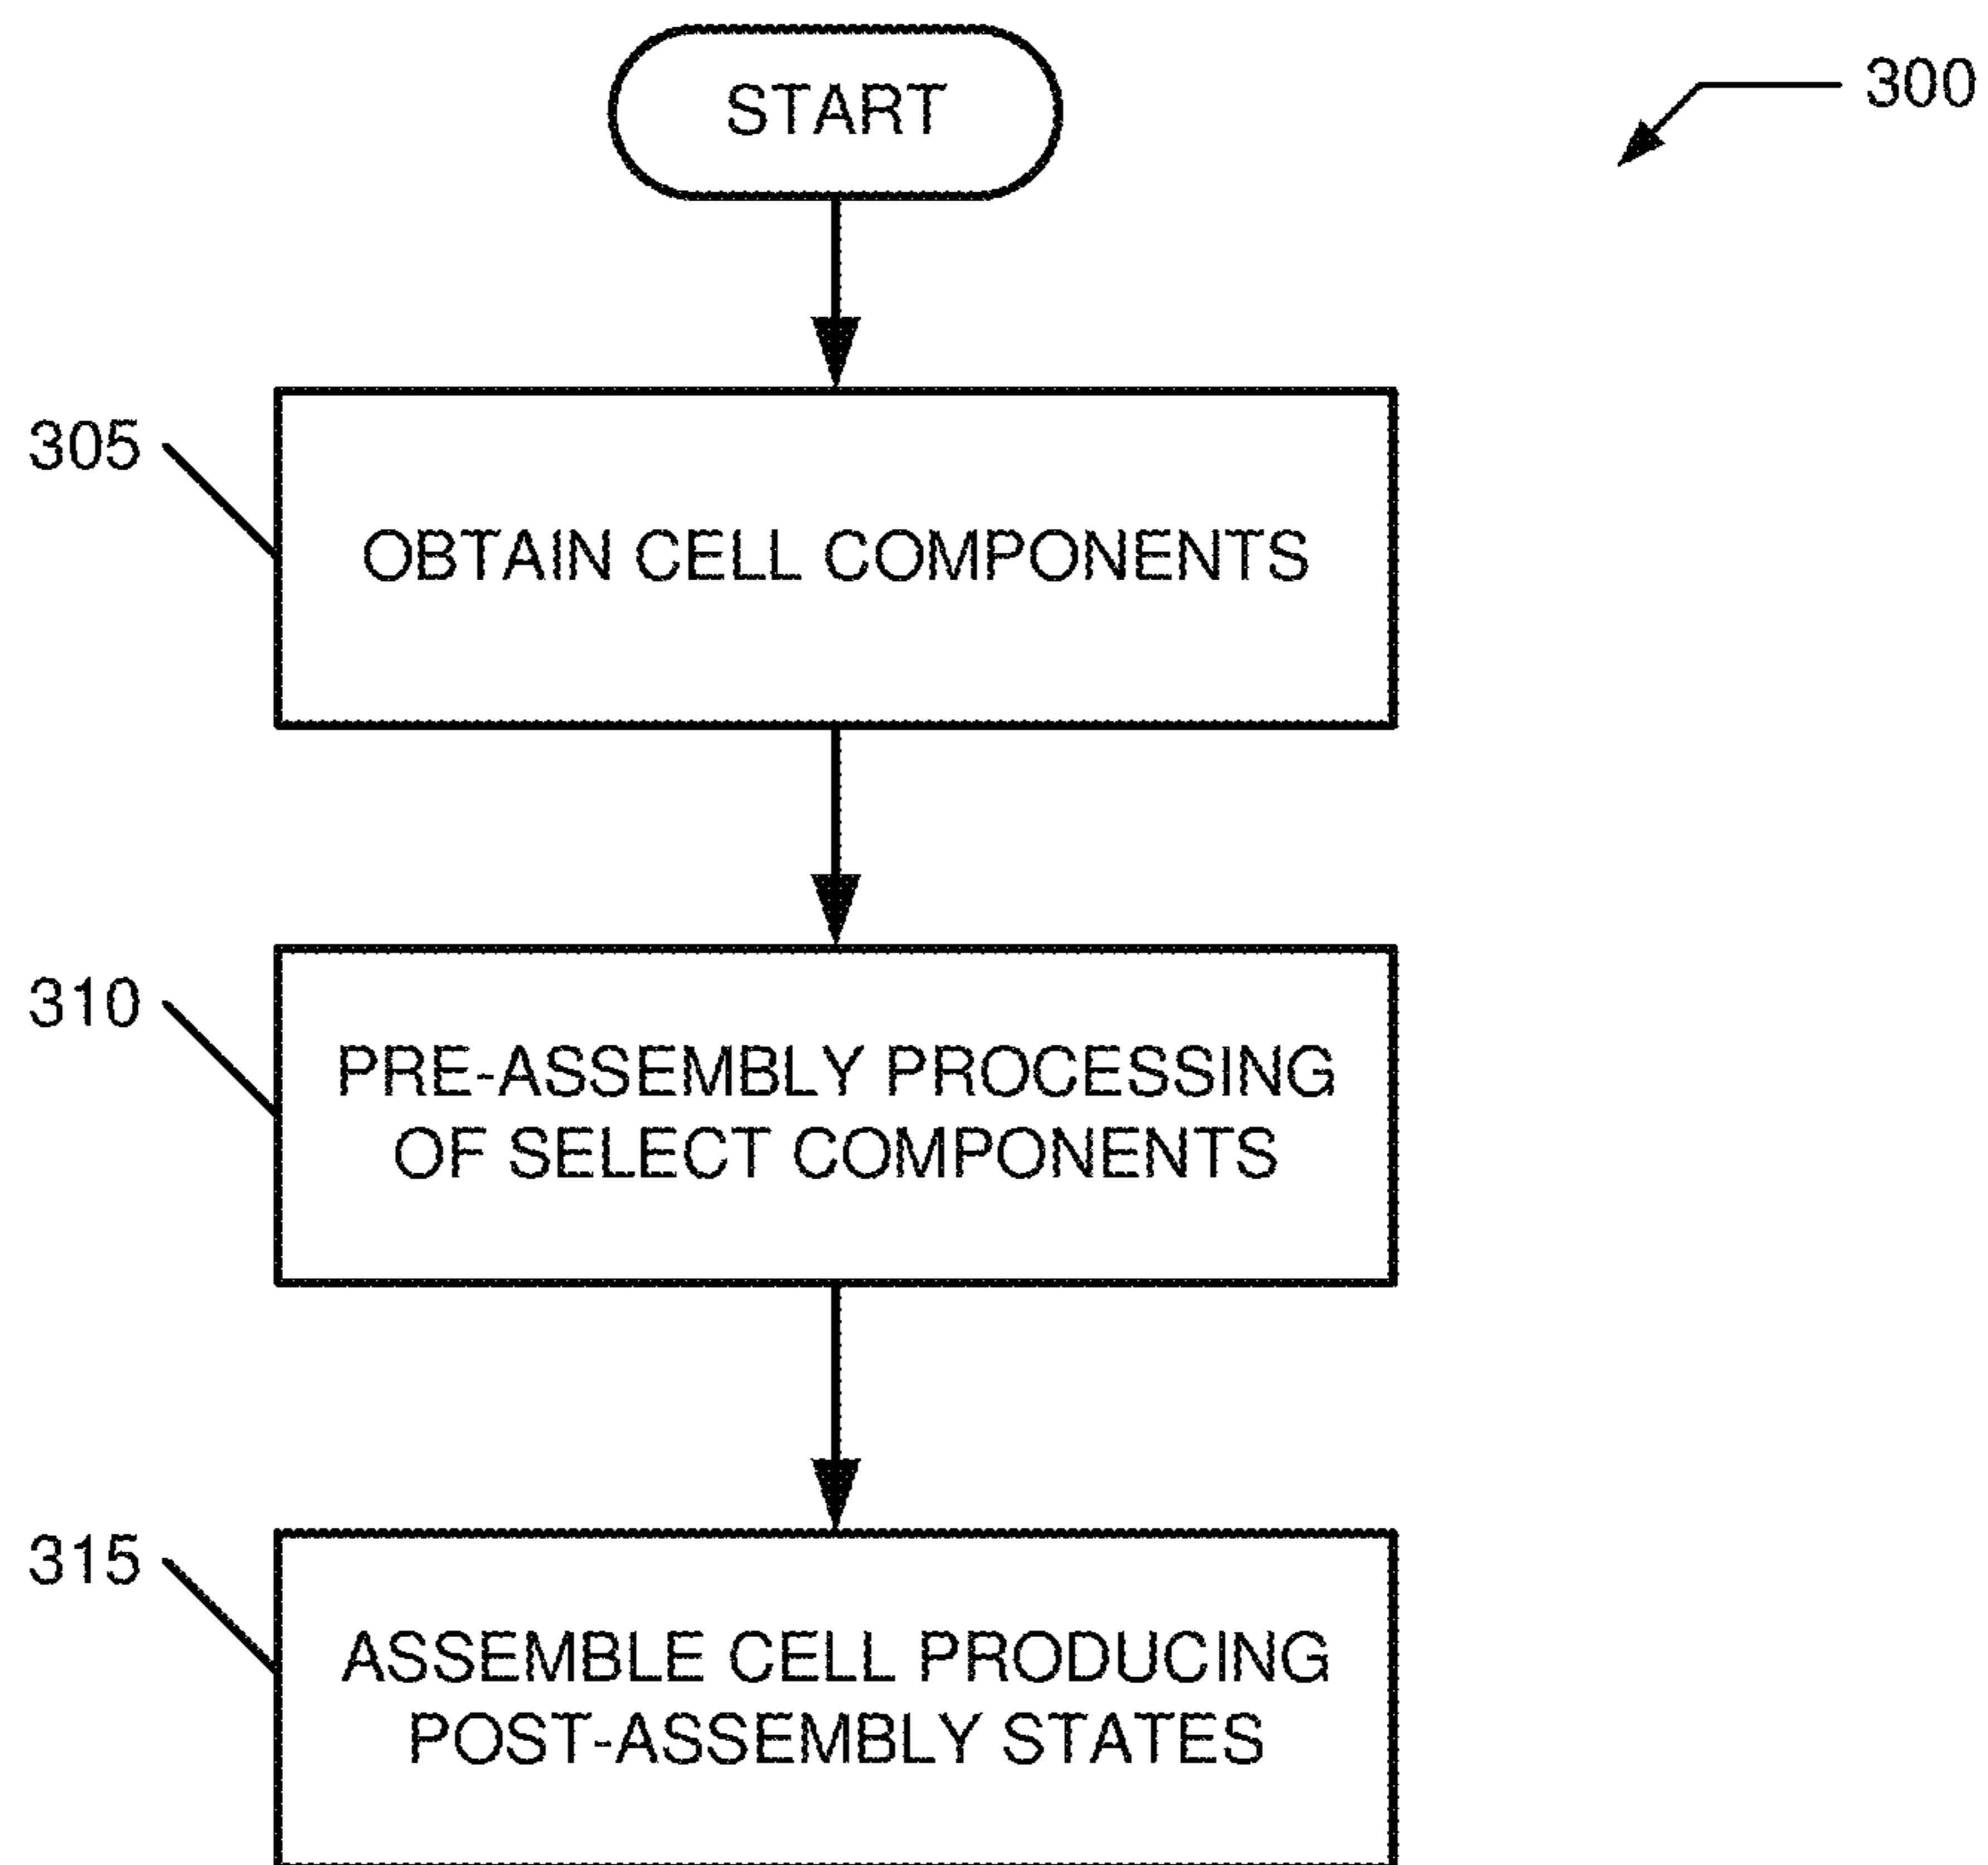 START
300
305
OBTAIN CELL COMPONENTS
310
PRE-ASSEMBLY PROCESSING
OF SELECT COMPONENTS
315
ASSEMBLE CELL PRODUCING
POST-ASSEMBLY STATES